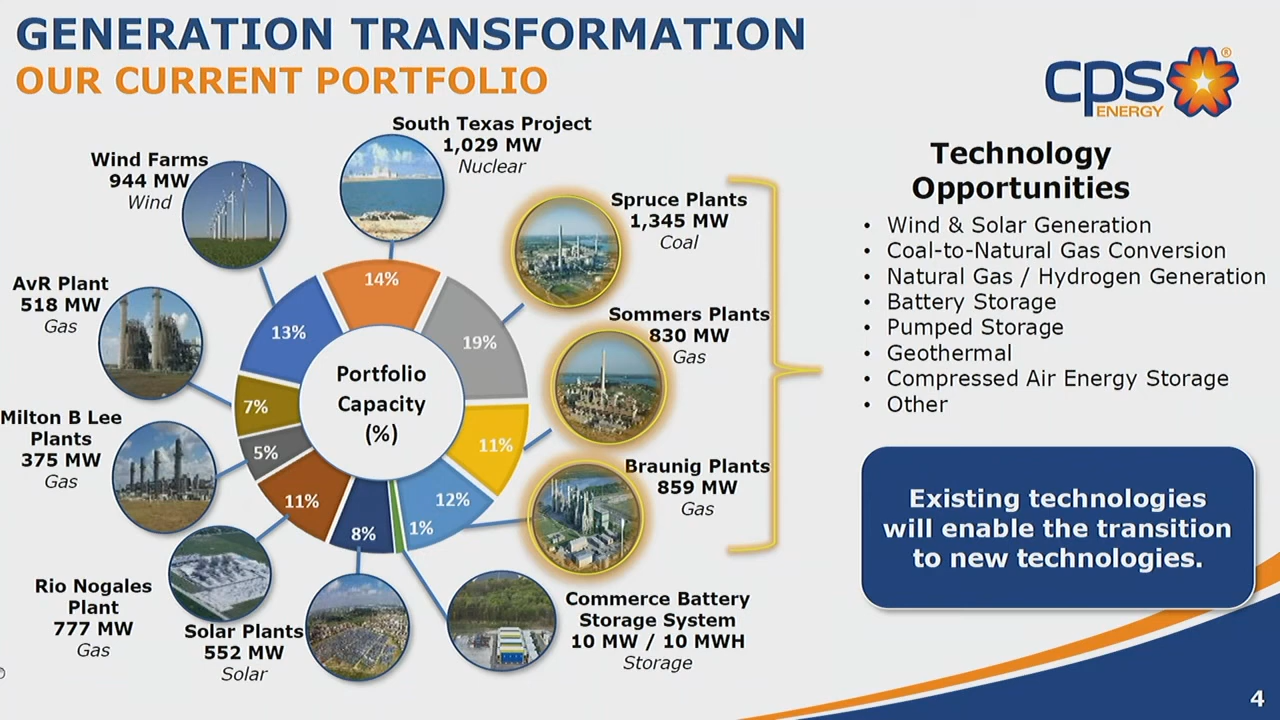 GENERATION TRANSFORMATION
OUR CURRENT PORTFOLIO
cps
ENERGY
®
South Texas Project
1,029 MW
Nuclear
Wind Farms
944 MW
Wind
Spruce Plants
1,345 MW
Coal
AvR Plant
518 MW
Gas
Sommers Plants
830 MW
Gas
Milton B Lee
Plants
375 MW
Gas
Braunig Plants
859 MW
Gas
Rio Nogales
Plant
777 MW
Gas
Solar Plants
552 MW
Solar
Commerce Battery
Storage System
10 MW / 10 MWH
Storage
14%
19%
11%
12%
1%
8%
11%
5%
7%
13%
Portfolio
Capacity
(%)
Technology
Opportunities
• Wind & Solar Generation
• Coal-to-Natural Gas Conversion
• Natural Gas / Hydrogen Generation
• Battery Storage
• Pumped Storage
• Geothermal
• Compressed Air Energy Storage
• Other
Existing technologies
will enable the transition
to new technologies.
4